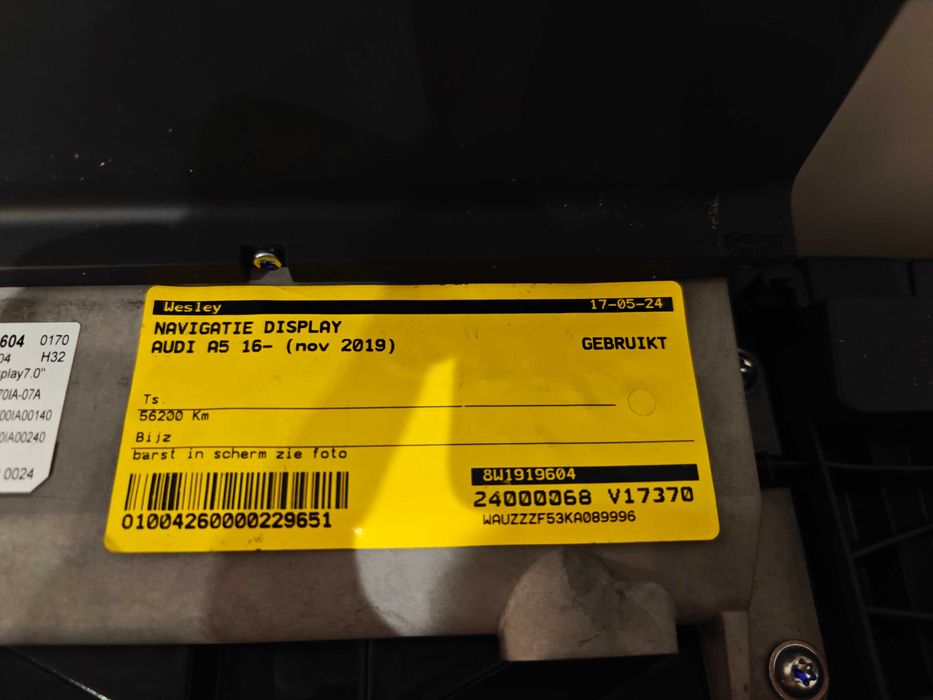 Wesley 17-05-24
NAVIGATIE DISPLAY
AUDI A5 16- (nov 2019) GEBRUIKT
Ts
56200 Km
Bijz
barst in scherm zie foto
8W1919604
24000068 V17370
01004260000229651
WAUZZZF53KA089996
604 0170
04 H32
play7.0"
70IA-07A
00IA00140
0IA00240
0024